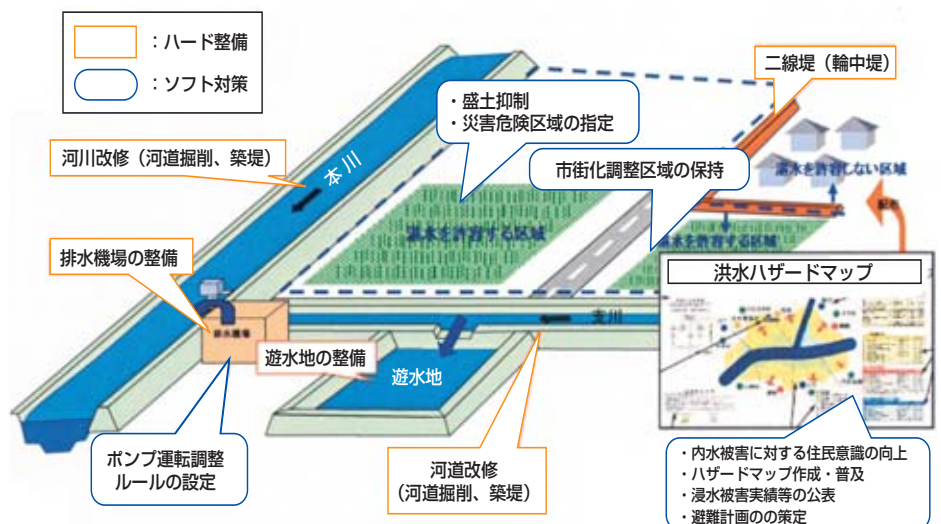 ：ハード整備
：ソフト対策
二線堤（輪中堤）
・盛土抑制
・災害危険区域の指定
河川改修（河道掘削、築堤）
本川
市街化調整区域の保持
湛水を許容しない区域
配布
湛水を許容する区域
湛水を許容する区域
排水機場の整備
洪水ハザードマップ
排水機場
支川
遊水地の整備
遊水地
ポンプ運転調整
ルールの設定
河道改修
（河道掘削、築堤）
・内水被害に対する住民意識の向上
・ハザードマップ作成・普及
・浸水被害実績等の公表
・避難計画のの策定